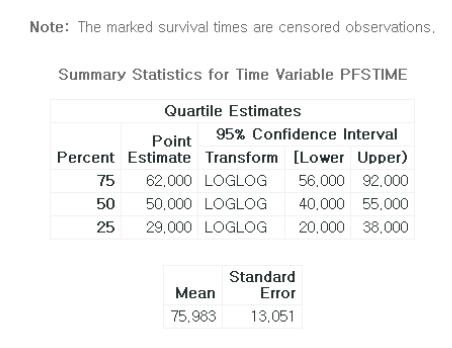 Note: The marked survival times are censored observations,
Summary Statistics for Time Variable PFSTIME
Quartile Estimates
Percent Point Estimate 95% Confidence Interval
Transform [Lower Upper)
75 62,000 LOGLOG 56,000 92,000
50 50,000 LOGLOG 40,000 55,000
25 29,000 LOGLOG 20,000 38,000
Mean Standard Error
75,983 13,051